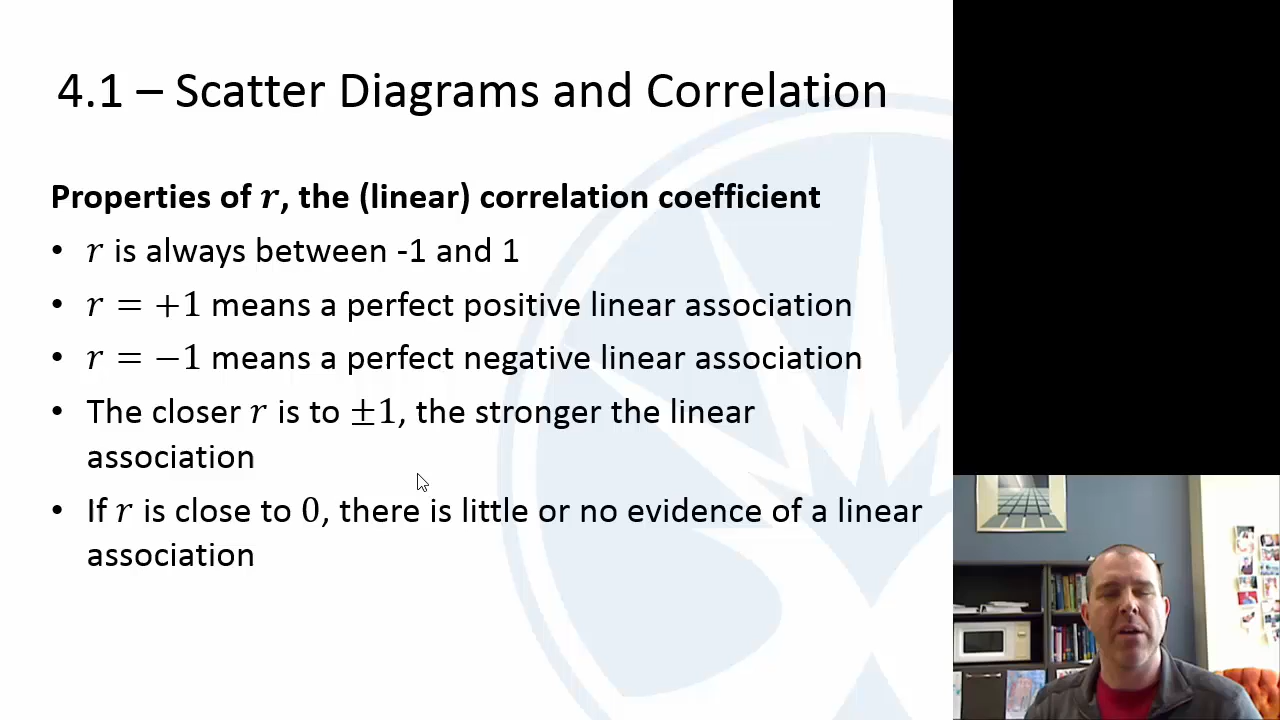 4.1 – Scatter Diagrams and Correlation
Properties of r, the (linear) correlation coefficient
• r is always between -1 and 1
• r = +1 means a perfect positive linear association
• r = −1 means a perfect negative linear association
• The closer r is to ±1, the stronger the linear
association
• If r is close to 0, there is little or no evidence of a linear
association